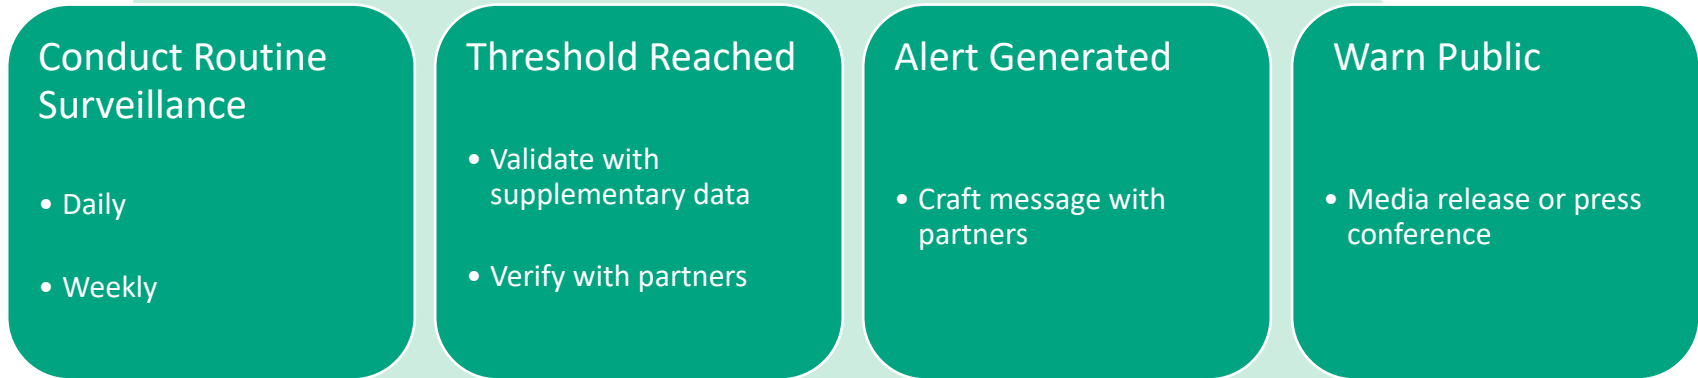 Conduct Routine
Surveillance
• Daily
• Weekly
Threshold Reached
• Validate with
supplementary data
• Verify with partners
Alert Generated
• Craft message with
partners
Warn Public
• Media release or press
conference